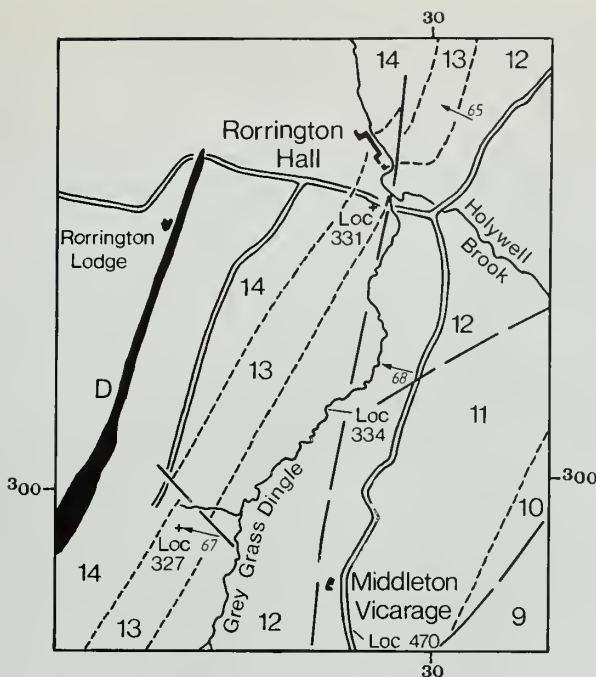 30
14
13
12
65
Rorrington
Hall
Loc
331
Holywell
Brook
Rorrington
Lodge
14
12
13
68
D
Loc
334
11
300
300
10
Grey Grass Dingle
Loc
327
67
14
Middleton
Vicarage
9
13
12
Loc 470
30